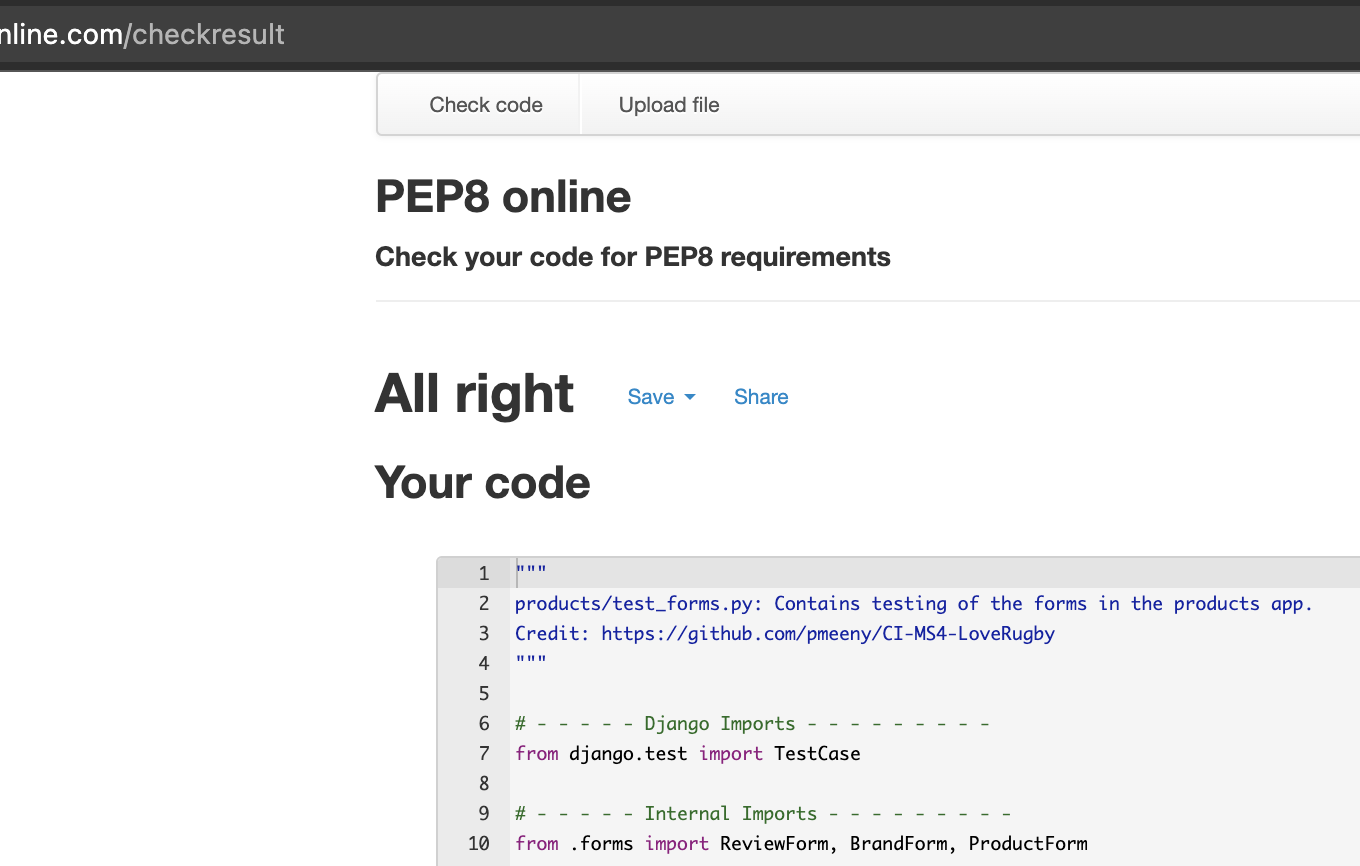 nline.com/checkresult
Check code Upload file
PEP8 online
Check your code for PEP8 requirements
All right Save Share
Your code
1 """
2 products/test_forms.py: Contains testing of the forms in the products app.
3 Credit: https://github.com/pmeeny/CI-MS4-LoveRugby
4 """
5
6 # - - - - - Django Imports - - - - - - - - -
7 from django.test import TestCase
8
9 # - - - - - Internal Imports - - - - - - - - -
10 from .forms import ReviewForm, BrandForm, ProductForm